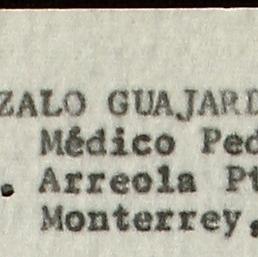 ZALO GUAJARD
Médico Ped
. Arreola Pt
Monterrey,